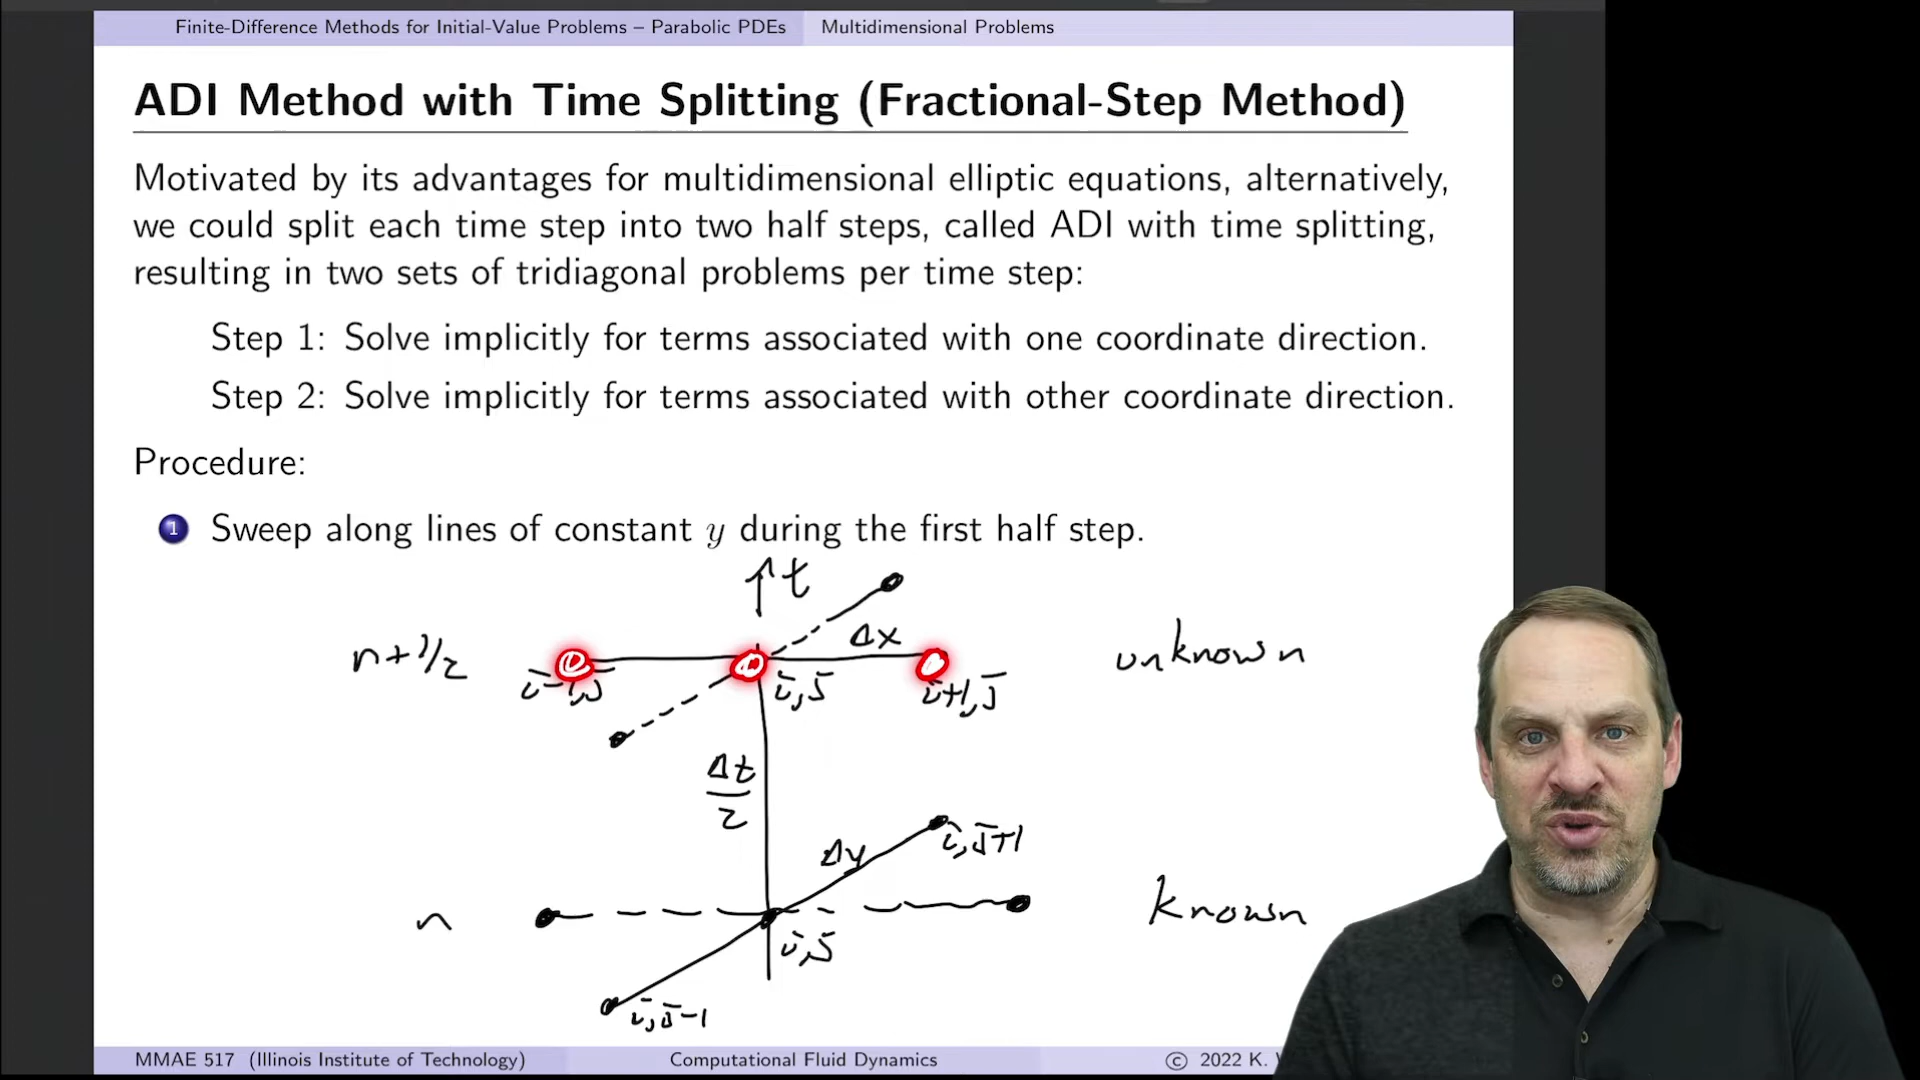 Finite-Difference Methods for Initial-Value Problems – Parabolic PDEs Multidimensional Problems
ADI Method with Time Splitting (Fractional-Step Method)
Motivated by its advantages for multidimensional elliptic equations, alternatively,
we could split each time step into two half steps, called ADI with time splitting,
resulting in two sets of tridiagonal problems per time step:
Step 1: Solve implicitly for terms associated with one coordinate direction.
Step 2: Solve implicitly for terms associated with other coordinate direction.
Procedure:
1 Sweep along lines of constant y during the first half step.
t
n+1/2 Δx unknown
i-1,j i,j i+1,j
Δt
2
Δy i,j+1
n known
i,j
i,j-1
MMAE 517 (Illinois Institute of Technology) Computational Fluid Dynamics © 2022 K.